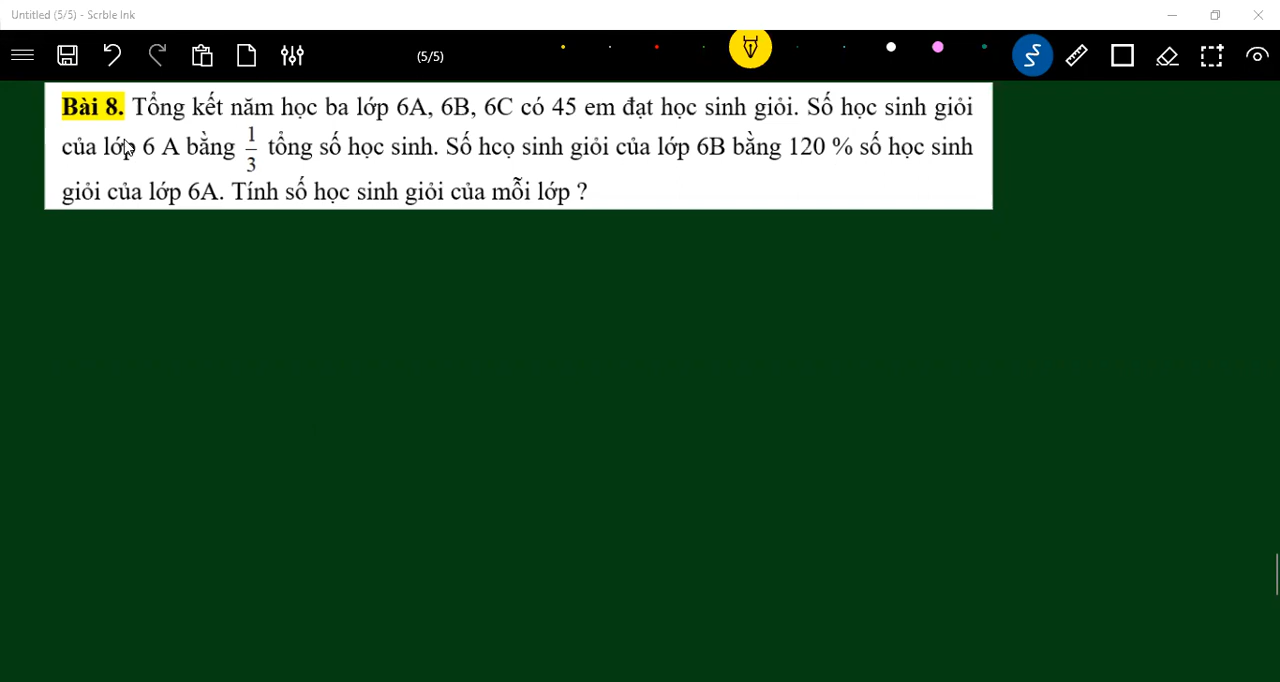 Untitled (5/5) - Scrble Ink
(5/5)
Bài 8. Tổng kết năm học ba lớp 6A, 6B, 6C có 45 em đạt học sinh giỏi. Số học sinh giỏi
của lớp 6 A bằng 1/3 tổng số học sinh. Số hcọ sinh giỏi của lớp 6B bằng 120 % số học sinh
giỏi của lớp 6A. Tính số học sinh giỏi của mỗi lớp ?